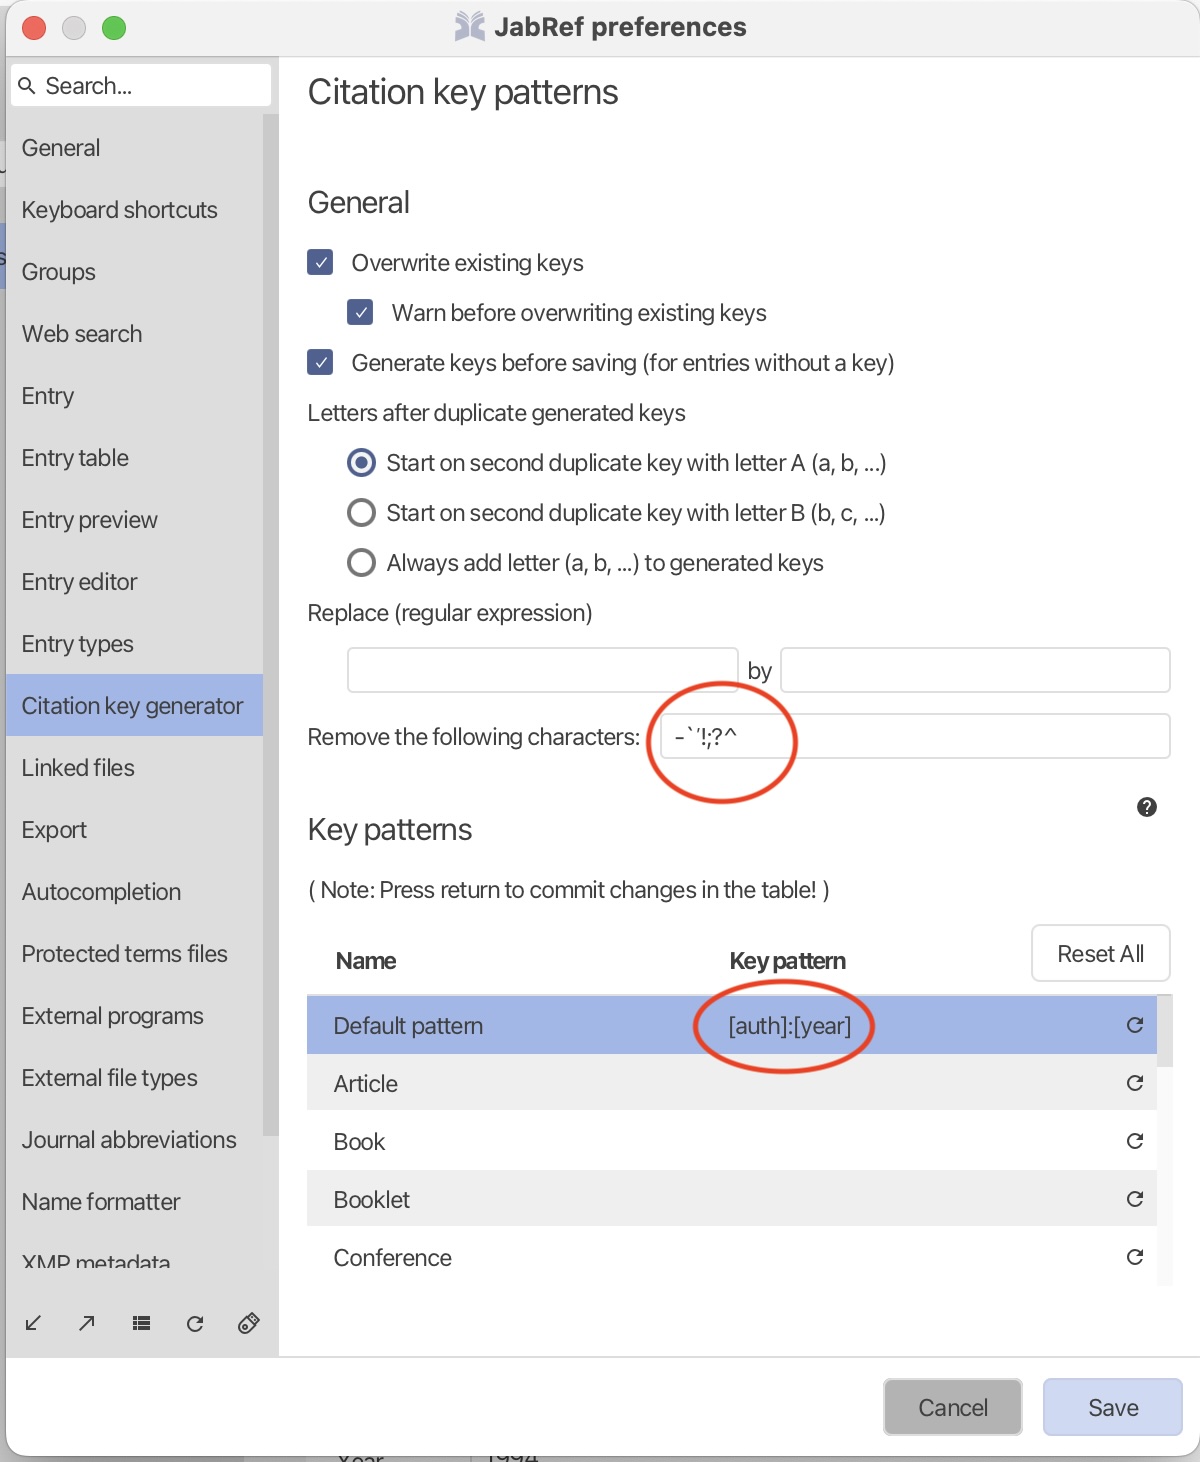 JabRef preferences
Search...
General
Keyboard shortcuts
Groups
Web search
Entry
Entry table
Entry preview
Entry editor
Entry types
Citation key generator
Linked files
Export
Autocompletion
Protected terms files
External programs
External file types
Journal abbreviations
Name formatter
XMP metadata
Citation key patterns
General
Overwrite existing keys
Warn before overwriting existing keys
Generate keys before saving (for entries without a key)
Letters after duplicate generated keys
Start on second duplicate key with letter A (a, b, ...)
Start on second duplicate key with letter B (b, c, ...)
Always add letter (a, b, ...) to generated keys
Replace (regular expression)
by
Remove the following characters: -`′!;?^
Key patterns
( Note: Press return to commit changes in the table! )
Name Key pattern Reset All
Default pattern [auth]:[year]
Article
Book
Booklet
Conference
Cancel Save
Year 1994